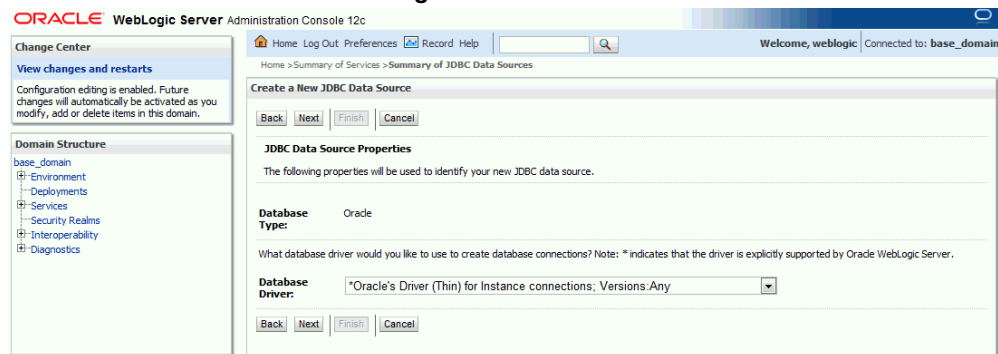 ORACLE WebLogic Server Administration Console 12c
Change Center
View changes and restarts
Configuration editing is enabled. Future
changes will automatically be activated as you
modify, add or delete items in this domain.
Domain Structure
base_domain
Environment
Deployments
Services
Security Realms
Interoperability
Diagnostics
Home Log Out Preferences Record Help
Welcome, weblogic Connected to: base_domain
Home >Summary of Services >Summary of JDBC Data Sources
Create a New JDBC Data Source
Back Next Finish Cancel
JDBC Data Source Properties
The following properties will be used to identify your new JDBC data source.
Database Oracle
Type:
What database driver would you like to use to create database connections? Note: * indicates that the driver is explicitly supported by Oracle WebLogic Server.
Database *Oracle's Driver (Thin) for Instance connections; Versions:Any
Driver:
Back Next Finish Cancel